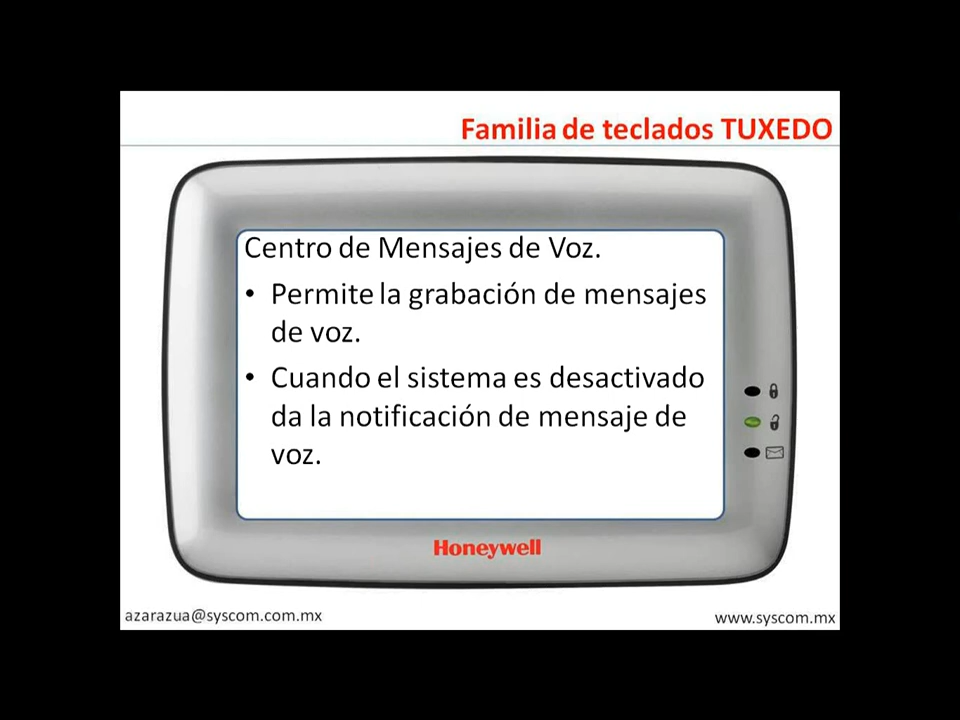 Familia de teclados TUXEDO
Centro de Mensajes de Voz.
• Permite la grabación de mensajes
de voz.
• Cuando el sistema es desactivado
da la notificación de mensaje de
voz.
Honeywell
azarazua@syscom.com.mx
www.syscom.mx